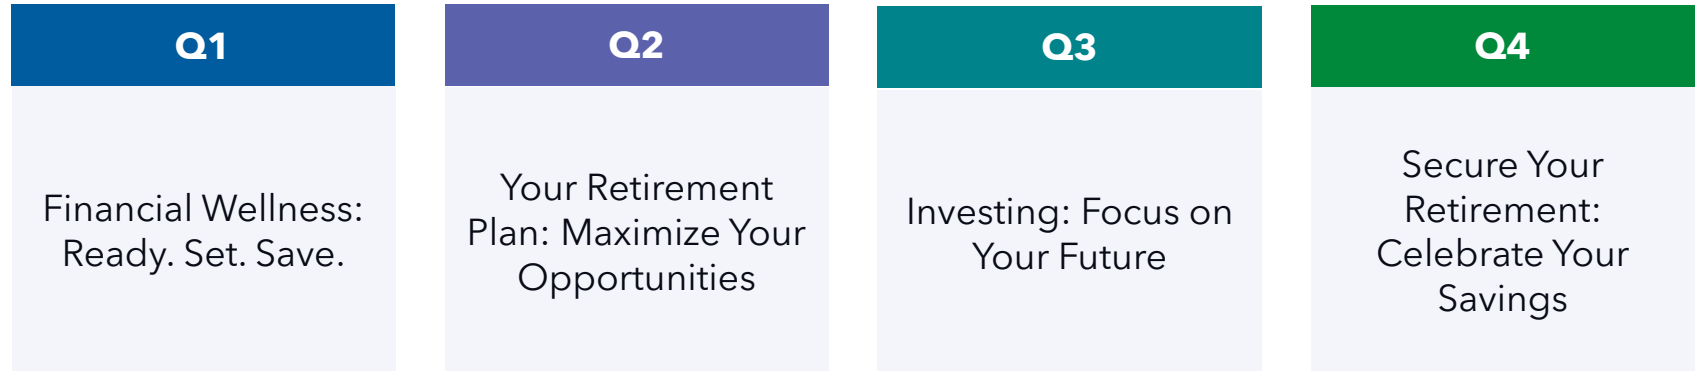 Q1
Financial Wellness:
Ready. Set. Save.
Q2
Your Retirement
Plan: Maximize Your
Opportunities
Q3
Investing: Focus on
Your Future
Q4
Secure Your
Retirement:
Celebrate Your
Savings